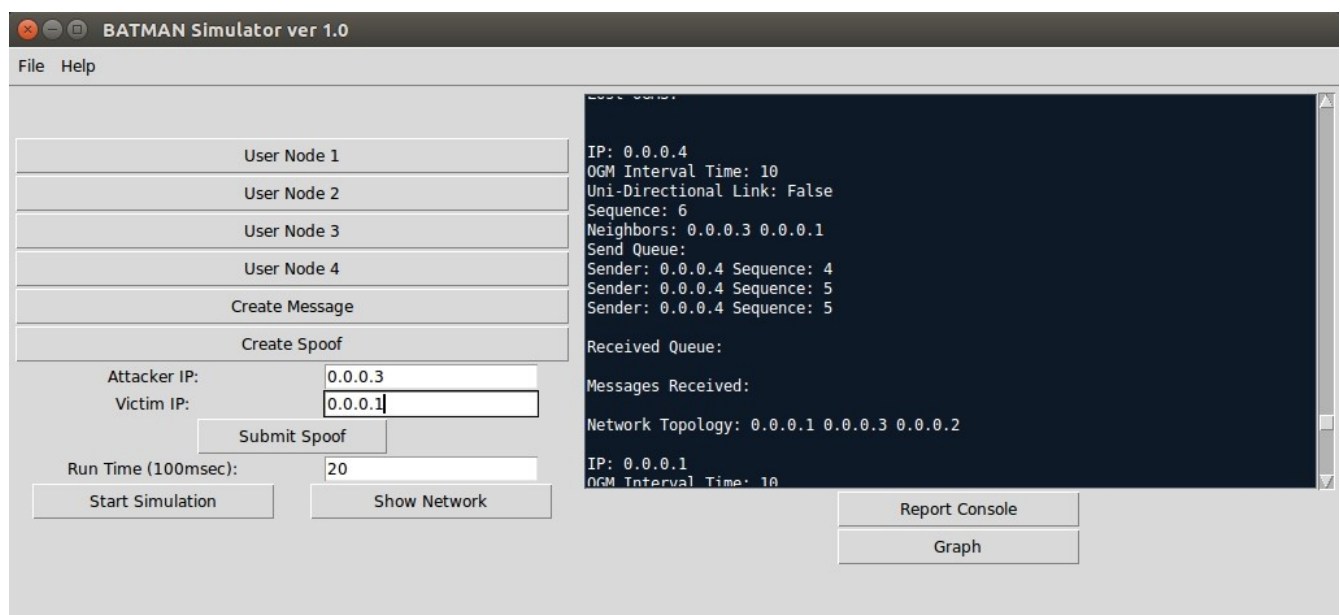 BATMAN Simulator ver 1.0
File Help
User Node 1
User Node 2
User Node 3
User Node 4
Create Message
Create Spoof
Attacker IP: 0.0.0.3
Victim IP: 0.0.0.1
Submit Spoof
Run Time (100msec): 20
Start Simulation Show Network
IP: 0.0.0.4
OGM Interval Time: 10
Uni-Directional Link: False
Sequence: 6
Neighbors: 0.0.0.3 0.0.0.1
Send Queue:
Sender: 0.0.0.4 Sequence: 4
Sender: 0.0.0.4 Sequence: 5
Sender: 0.0.0.4 Sequence: 5
Received Queue:
Messages Received:
Network Topology: 0.0.0.1 0.0.0.3 0.0.0.2
IP: 0.0.0.1
OGM Interval Time: 10
Report Console
Graph